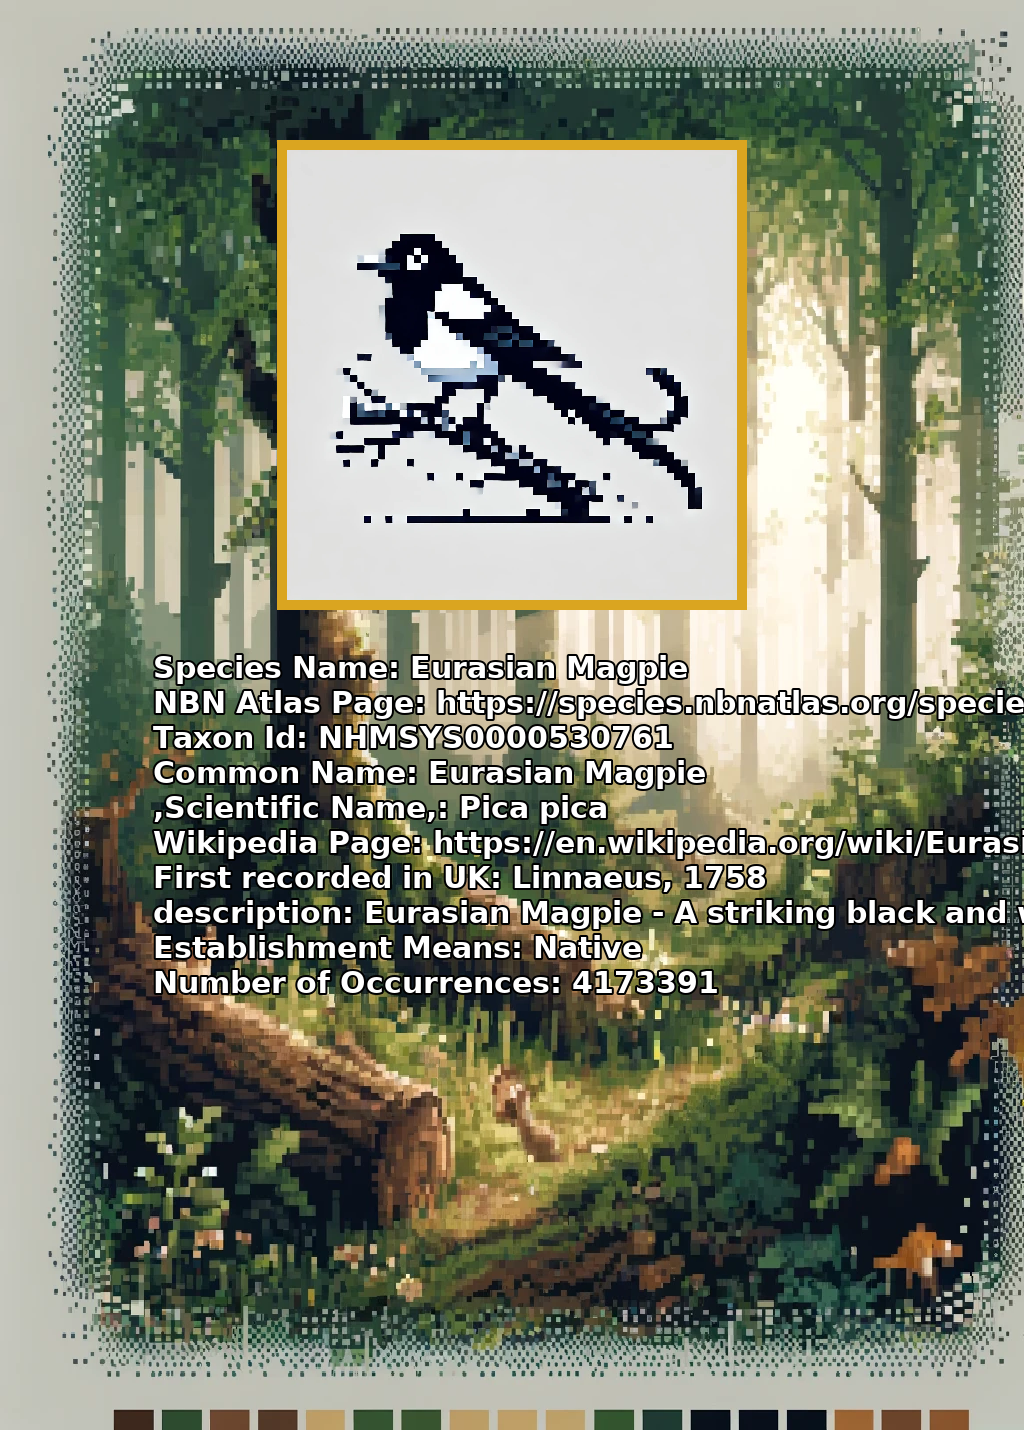 Species Name: Eurasian Magpie
NBN Atlas Page: https://species.nbnatlas.org/specie
Taxon Id: NHMSYS0000530761
Common Name: Eurasian Magpie
,Scientific Name,: Pica pica
Wikipedia Page: https://en.wikipedia.org/wiki/Euras
First recorded in UK: Linnaeus, 1758
description: Eurasian Magpie - A striking black and
Establishment Means: Native
Number of Occurrences: 4173391